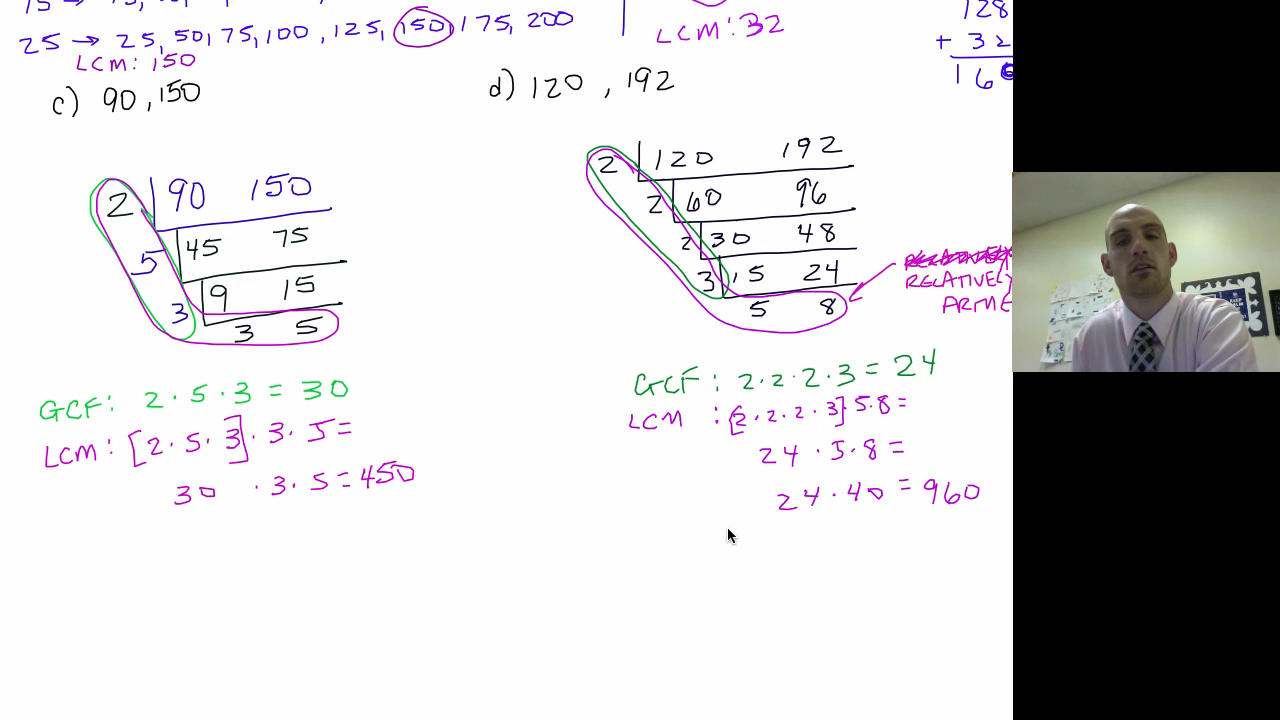 25 → 25, 50, 75, 100, 125, 150, 175, 200
LCM: 150
LCM: 32
128
+ 32
160
c) 90, 150
2 90 150
5 45 75
3 9 15
3 5
GCF: 2·5·3 = 30
LCM: [2·5·3]·3·5=
30 ·3·5=450
d) 120, 192
2 120 192
2 60 96
2 30 48
3 15 24
5 8
RELATIVELY
PRIME
GCF: 2·2·2·3 = 24
LCM: [2·2·2·3]·5·8=
24·5·8=
24·40=960